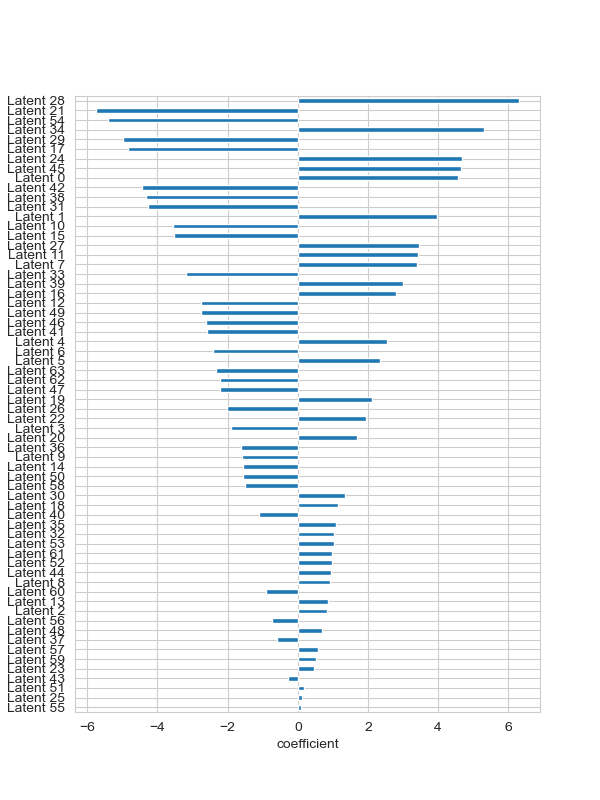 Latent 28
Latent 21
Latent 54
Latent 34
Latent 29
Latent 17
Latent 24
Latent 45
Latent 0
Latent 42
Latent 38
Latent 31
Latent 1
Latent 10
Latent 15
Latent 27
Latent 11
Latent 7
Latent 33
Latent 39
Latent 16
Latent 12
Latent 49
Latent 46
Latent 41
Latent 4
Latent 6
Latent 5
Latent 63
Latent 62
Latent 47
Latent 19
Latent 26
Latent 22
Latent 3
Latent 20
Latent 36
Latent 9
Latent 14
Latent 50
Latent 58
Latent 30
Latent 18
Latent 40
Latent 35
Latent 32
Latent 53
Latent 61
Latent 52
Latent 44
Latent 8
Latent 60
Latent 13
Latent 2
Latent 56
Latent 48
Latent 37
Latent 57
Latent 59
Latent 23
Latent 43
Latent 51
Latent 25
Latent 55
−6 −4 −2 0 2 4 6
coefficient